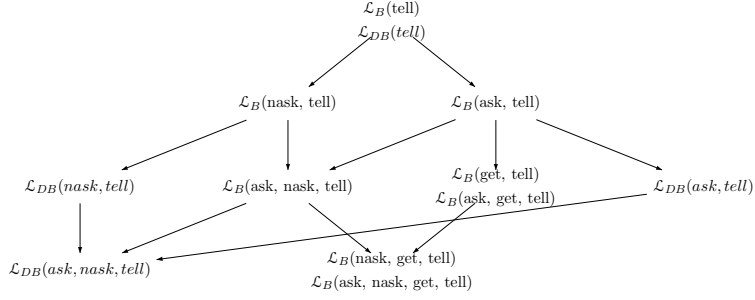 ℒ_B(tell)
ℒ_DB(tell)
ℒ_B(nask, tell)
ℒ_B(ask, tell)
ℒ_DB(nask, tell)
ℒ_B(ask, nask, tell)
ℒ_B(get, tell)
ℒ_B(ask, get, tell)
ℒ_DB(ask, tell)
ℒ_DB(ask, nask, tell)
ℒ_B(nask, get, tell)
ℒ_B(ask, nask, get, tell)